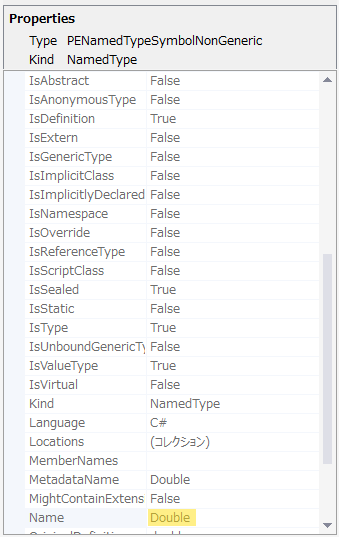 Properties
Type PENamedTypeSymbolNonGeneric
Kind NamedType
IsAbstract False
IsAnonymousType False
IsDefinition True
IsExtern False
IsGenericType False
IsImplicitClass False
IsImplicitlyDeclared False
IsNamespace False
IsOverride False
IsReferenceType False
IsScriptClass False
IsSealed True
IsStatic False
IsType True
IsUnboundGenericTy False
IsValueType True
IsVirtual False
Kind NamedType
Language C#
Locations (コレクション)
MemberNames
MetadataName Double
MightContainExtens False
Name Double